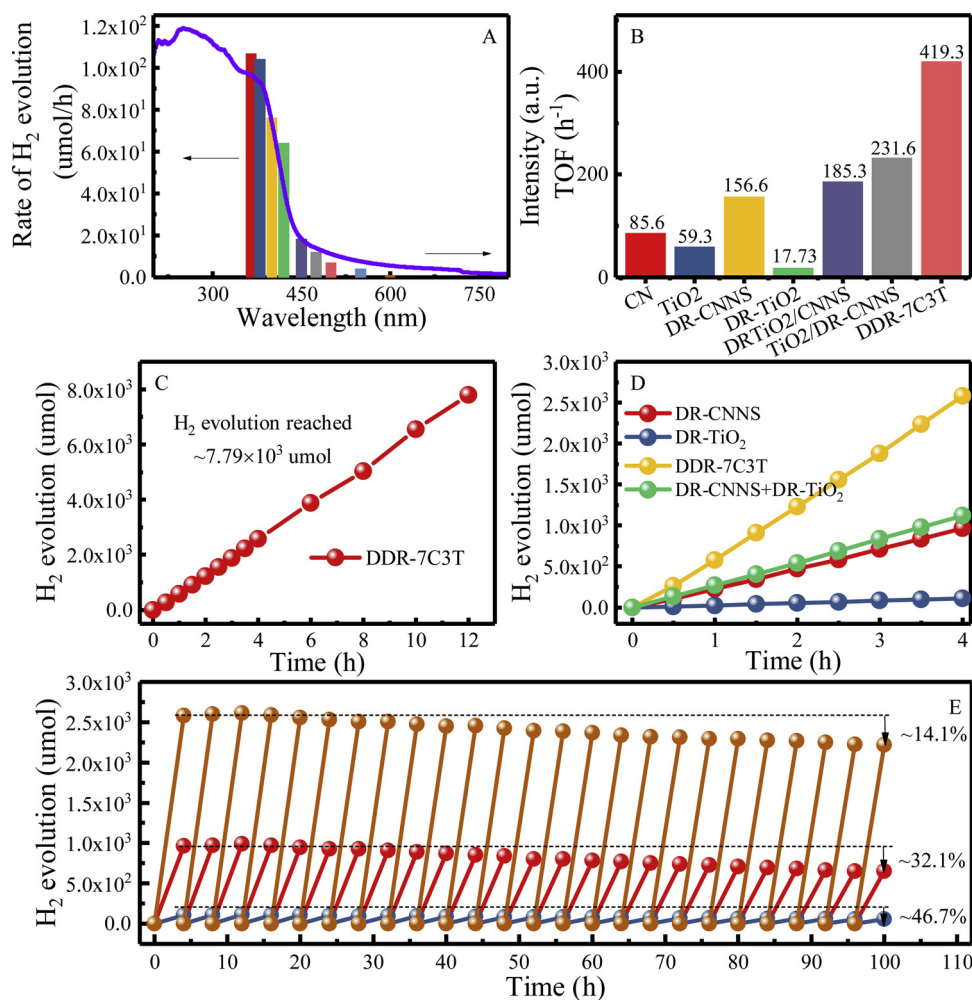 A
Rate of H₂ evolution
(umol/h)
1.2x10²
1.0x10²
8.0x10¹
6.0x10¹
4.0x10¹
2.0x10¹
0.0
300 450 600 750
Wavelength (nm)
Intensity (a.u.)
B
TOF (h⁻¹)
400
200
0
85.6
59.3
156.6
17.73
185.3
231.6
419.3
CN
TiO2
DR-CNNS
DR-TiO2
DRTiO2/CNNS
TiO2/DR-CNNS
DDR-7C3T
C
H₂ evolution (umol)
8.0x10³
6.0x10³
4.0x10³
2.0x10³
0.0
H₂ evolution reached
~7.79×10³ umol
DDR-7C3T
0 2 4 6 8 10 12
Time (h)
D
H₂ evolution (umol)
3.0x10³
2.5x10³
2.0x10³
1.5x10³
1.0x10³
5.0x10²
0.0
DR-CNNS
DR-TiO₂
DDR-7C3T
DR-CNNS+DR-TiO₂
0 1 2 3 4
Time (h)
E
H₂ evolution (umol)
3.0x10³
2.5x10³
2.0x10³
1.5x10³
1.0x10³
5.0x10²
0.0
~14.1%
~32.1%
~46.7%
0 10 20 30 40 50 60 70 80 90 100 110
Time (h)